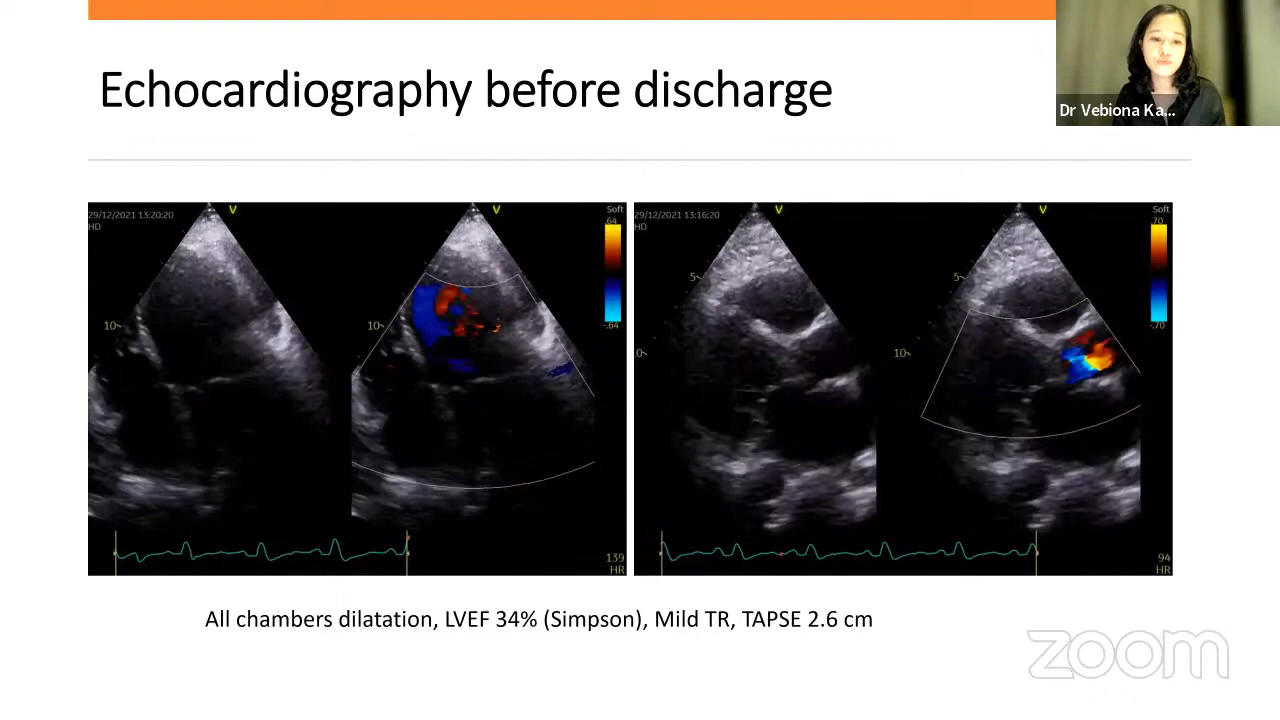 Echocardiography before discharge
Dr Vebiona Ka...
29/12/2021 13:20:20
HD
V
V
Soft
.64
-.64
10
10
139
HR
29/12/2021 13:16:20
HD
V
V
Soft
.70
-.70
5
5
10
94
HR
All chambers dilatation, LVEF 34% (Simpson), Mild TR, TAPSE 2.6 cm
zoom